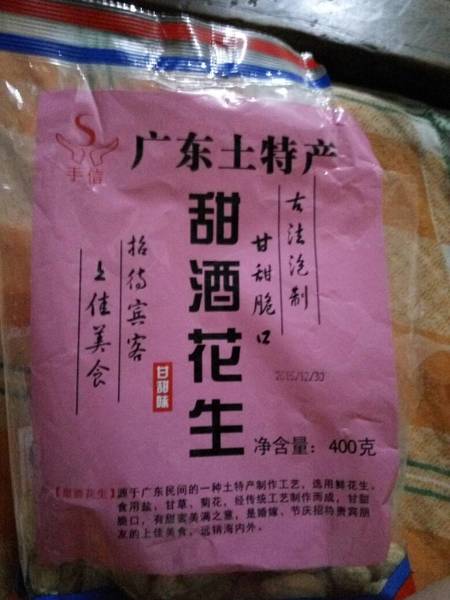 手信
广东土特产
甜酒花生
古法泡制
甘甜脆口
招待宾客
上佳美食
甘甜味
2015/12/30
净含量：400克
【甜酒花生】源于广东民间的一种土特产制作工艺，选用鲜花生。
食用盐，甘草、菊花，经传统工艺制作而成，甘甜
脆口，有甜蜜美满之意，是婚嫁、节庆招待贵宾朋
友的上佳美食，远销海内外。